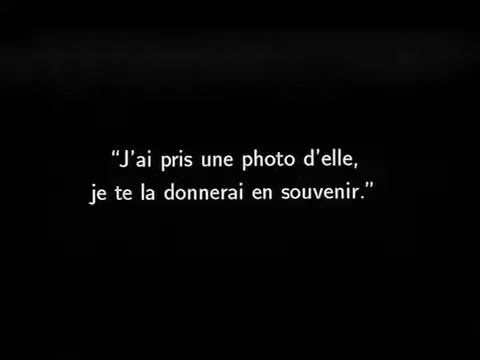 “J’ai pris une photo d’elle,
je te la donnerai en souvenir.”